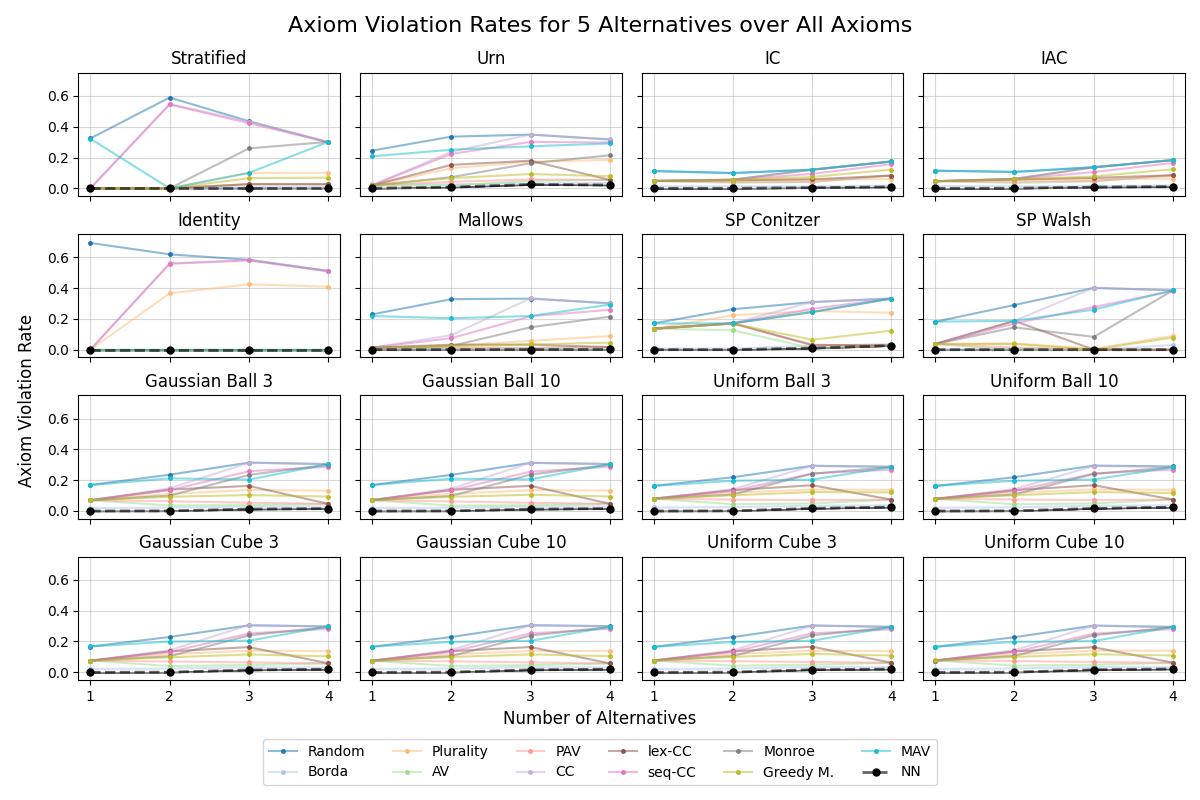 Axiom Violation Rates for 5 Alternatives over All Axioms
Stratified Urn IC IAC
0.6
0.4
0.2
0.0
Identity Mallows SP Conitzer SP Walsh
0.6
0.4
0.2
0.0
Axiom Violation Rate
Gaussian Ball 3 Gaussian Ball 10 Uniform Ball 3 Uniform Ball 10
0.6
0.4
0.2
0.0
Gaussian Cube 3 Gaussian Cube 10 Uniform Cube 3 Uniform Cube 10
0.6
0.4
0.2
0.0
1 2 3 4 1 2 3 4 1 2 3 4 1 2 3 4
Number of Alternatives
Random Plurality PAV lex-CC Monroe MAV
Borda AV CC seq-CC Greedy M. NN